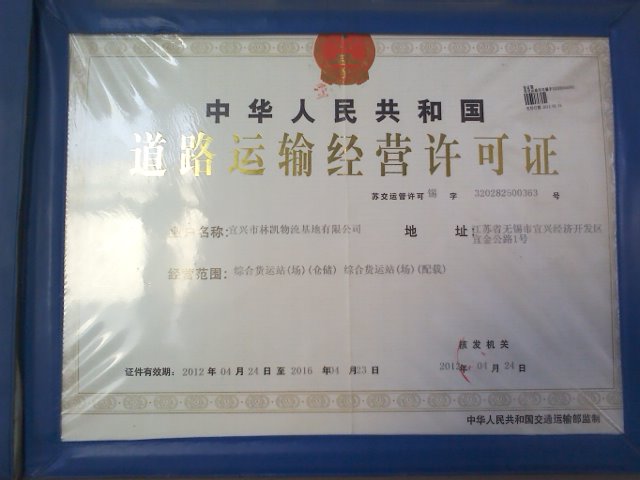 中华人民共和国
道路运输经营许可证
苏交运管许可 锡 字 320282500363 号
业户名称:宜兴市林凯物流基地有限公司
地 址:江苏省无锡市宜兴经济开发区宜金公路1号
经营范围:综合货运站(场)(仓储) 综合货运站(场)(配载)
核发机关
证件有效期:2012 年 04 月 24 日 至 2016 年 04 月 23 日
2012 年 04 月 24 日
中华人民共和国交通运输部监制